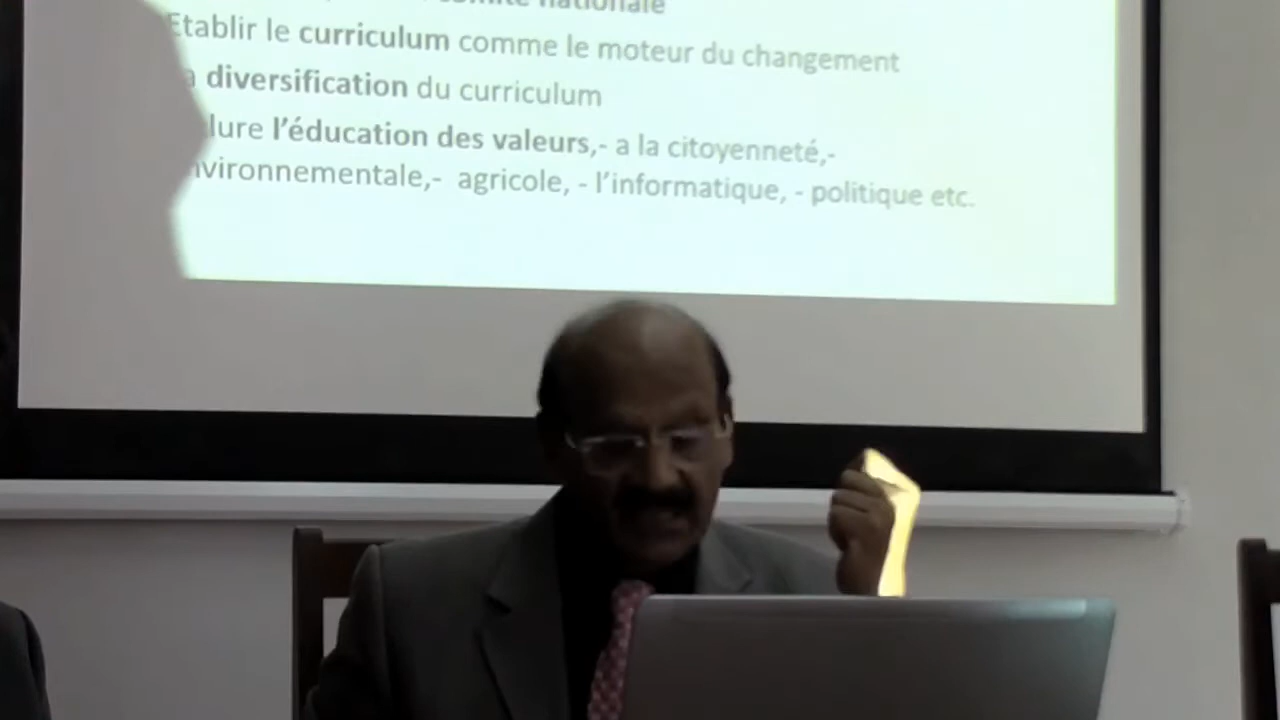 nationale
Etablir le curriculum comme le moteur du changement
diversification du curriculum
l'éducation des valeurs,- a la citoyenneté,-
agricole, - l'informatique, - politique etc.